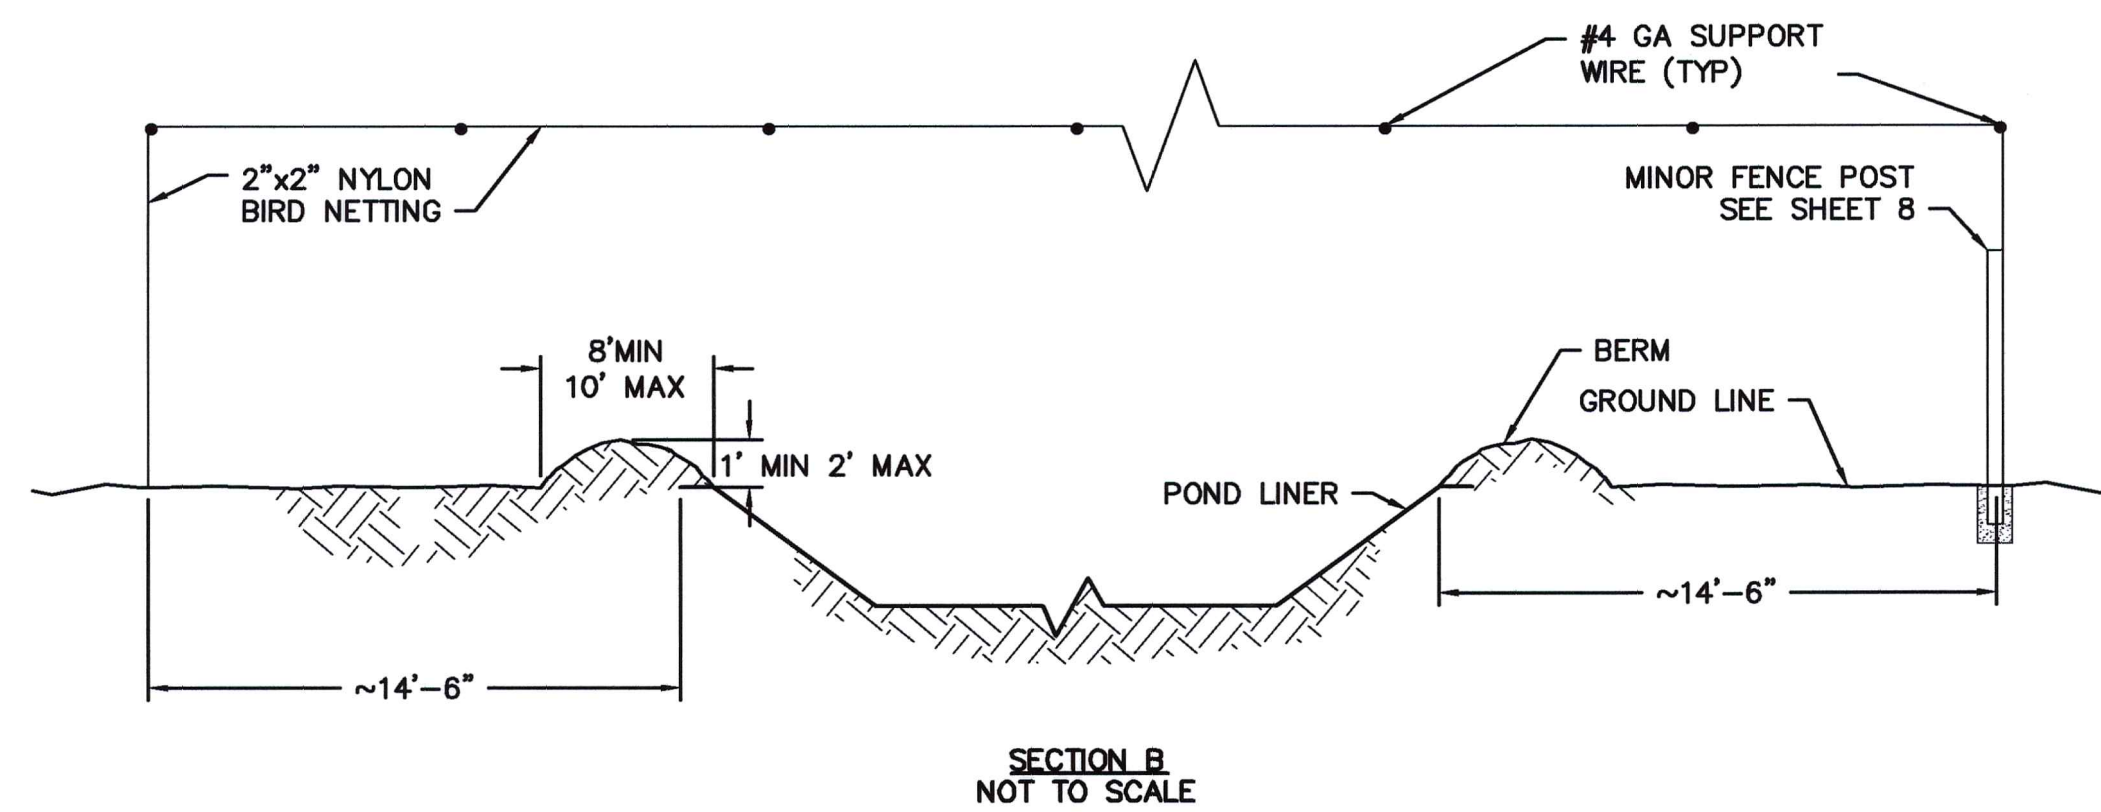 #4 GA SUPPORT
WIRE (TYP)
2"x2" NYLON
BIRD NETTING
MINOR FENCE POST
SEE SHEET 8
8'MIN
10' MAX
1' MIN 2' MAX
BERM
GROUND LINE
POND LINER
~14'-6"
~14'-6"
SECTION B
NOT TO SCALE